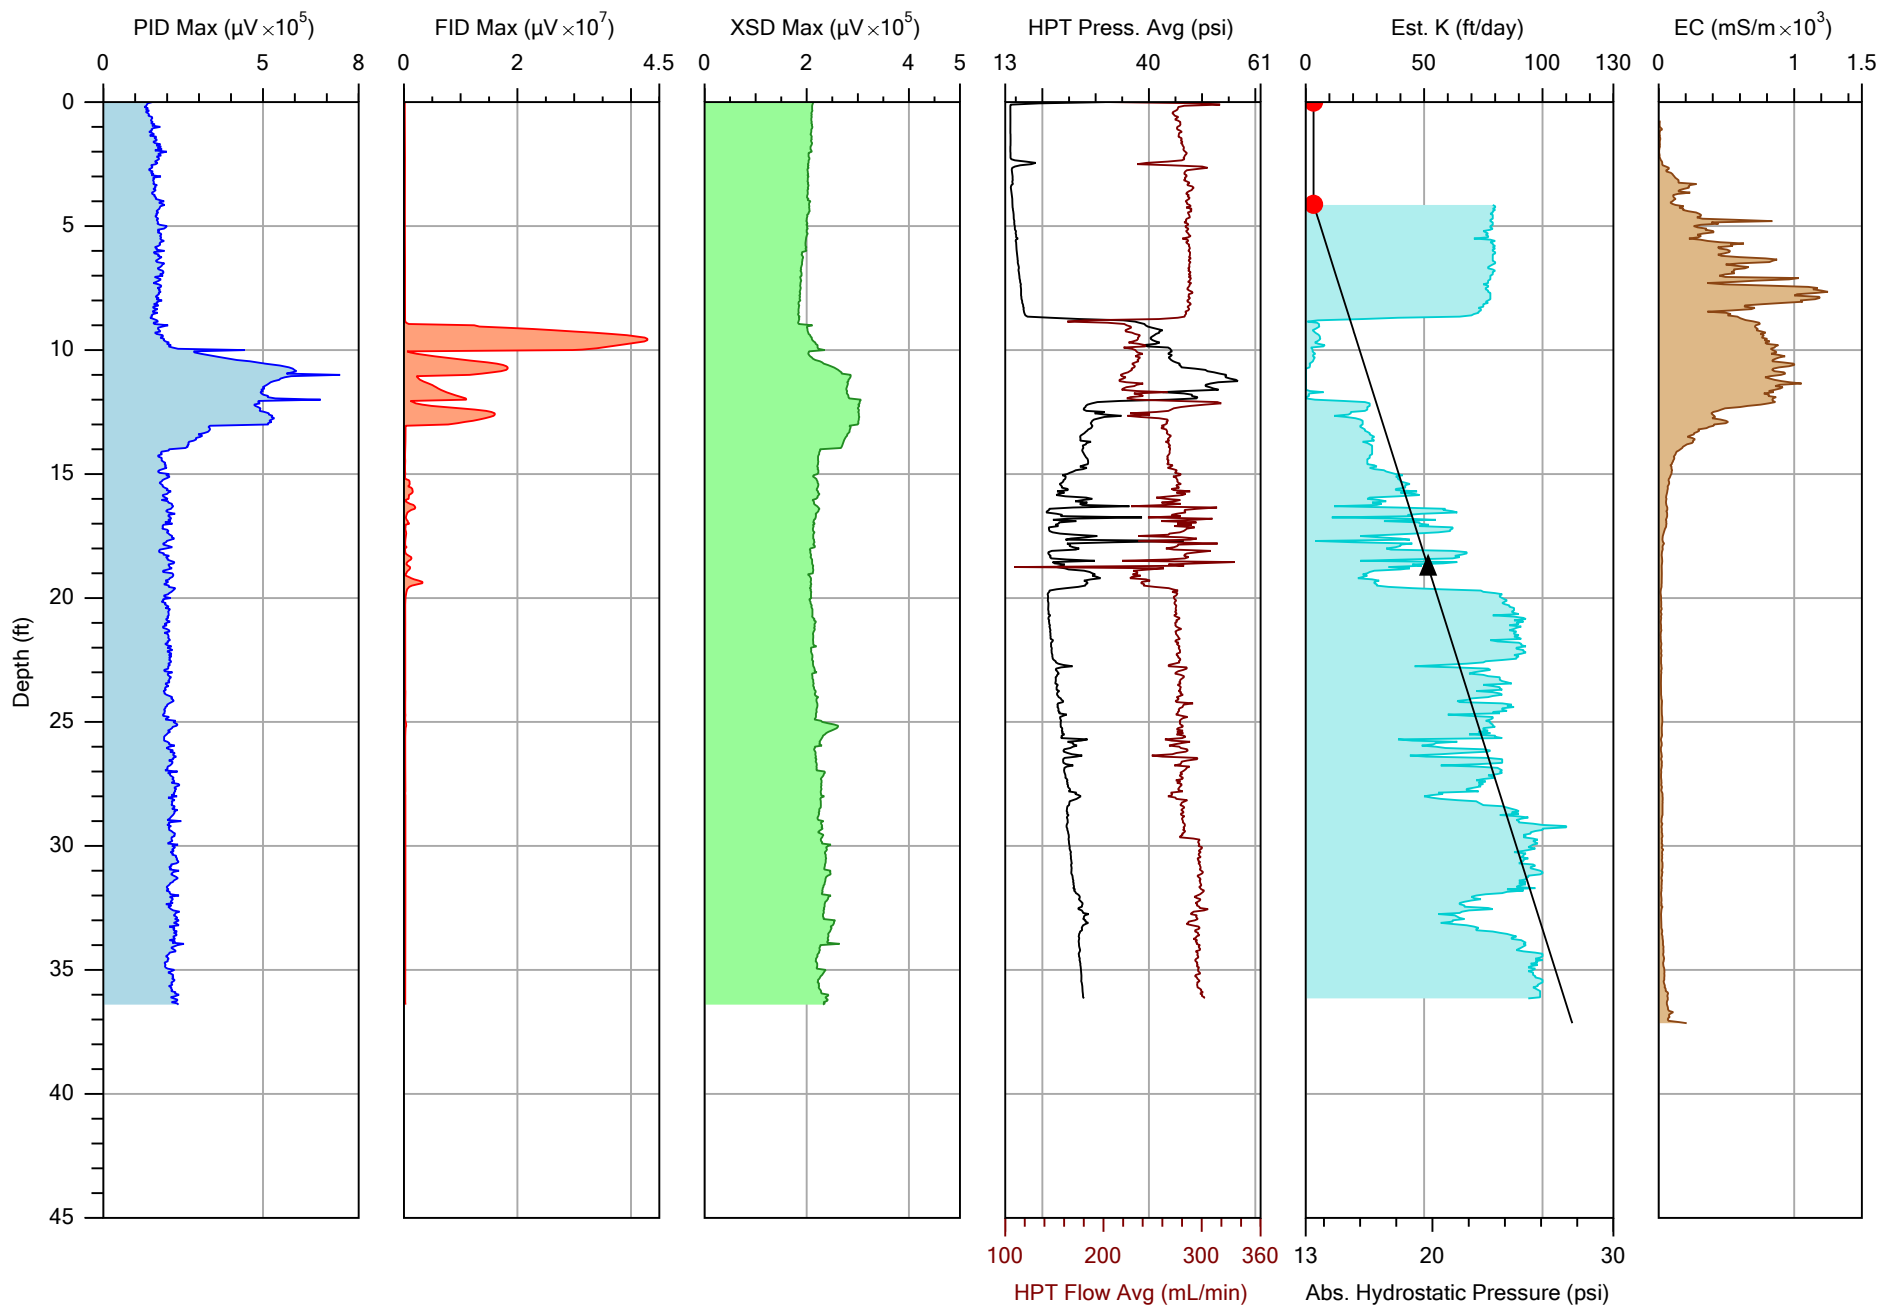 PID Max (µV×10⁵) FID Max (µV×10⁷) XSD Max (µV×10⁵) HPT Press. Avg (psi) Est. K (ft/day) EC (mS/m×10³)
0 5 8 0 2 4.5 0 2 4 5 13 40 61 0 50 100 130 0 1 1.5
0
5
10
15
20
Depth (ft)
25
30
35
40
45
100 200 300 360 13 20 30
HPT Flow Avg (mL/min) Abs. Hydrostatic Pressure (psi)